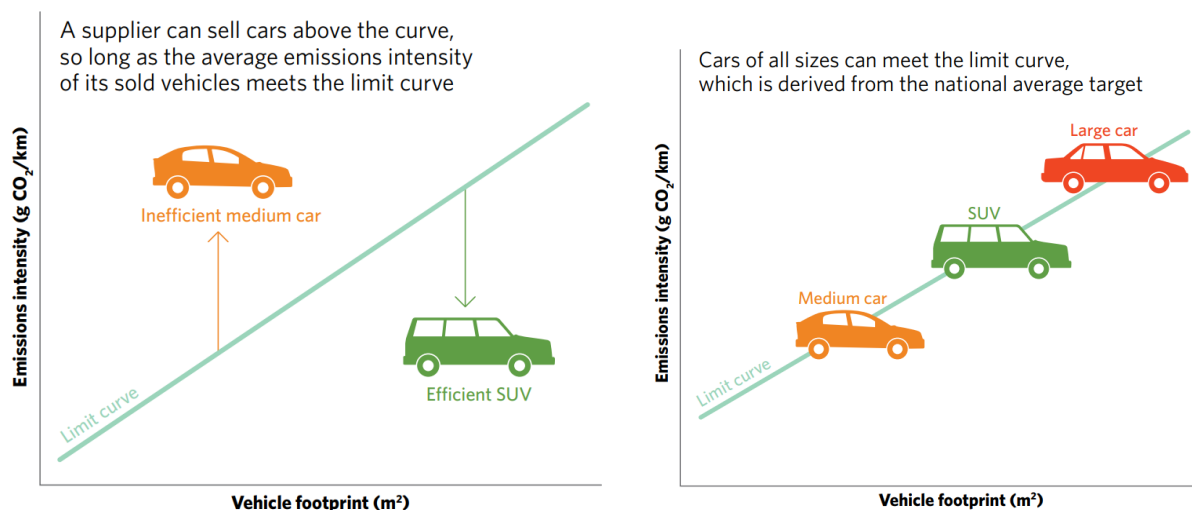 A supplier can sell cars above the curve,
so long as the average emissions intensity
of its sold vehicles meets the limit curve
Emissions intensity (g CO₂/km)
Inefficient medium car
Efficient SUV
Limit curve
Vehicle footprint (m²)
Cars of all sizes can meet the limit curve,
which is derived from the national average target
Emissions intensity (g CO₂/km)
Large car
SUV
Medium car
Limit curve
Vehicle footprint (m²)